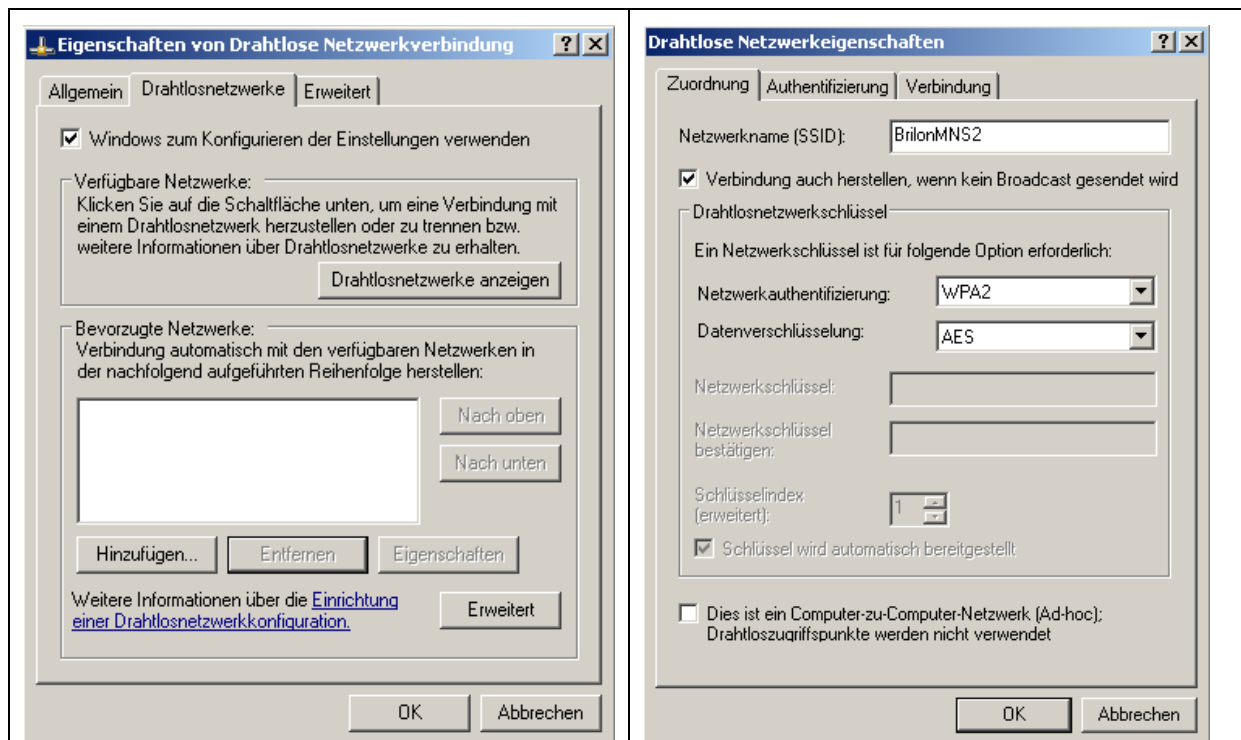 Eigenschaften von Drahtlose Netzwerkverbindung
Allgemein Drahtlosnetzwerke Erweitert
Windows zum Konfigurieren der Einstellungen verwenden
Verfügbare Netzwerke:
Klicken Sie auf die Schaltfläche unten, um eine Verbindung mit
einem Drahtlosnetzwerk herzustellen oder zu trennen bzw.
weitere Informationen über Drahtlosnetzwerke zu erhalten.
Drahtlosnetzwerke anzeigen
Bevorzugte Netzwerke:
Verbindung automatisch mit den verfügbaren Netzwerken in
der nachfolgend aufgeführten Reihenfolge herstellen:
Nach oben
Nach unten
Hinzufügen... Entfernen Eigenschaften
Weitere Informationen über die Einrichtung
einer Drahtlosnetzwerkkonfiguration.
Erweitert
OK Abbrechen
Drahtlose Netzwerkeigenschaften
Zuordnung Authentifizierung Verbindung
Netzwerkname (SSID): BrilonMNS2
Verbindung auch herstellen, wenn kein Broadcast gesendet wird
Drahtlosnetzwerkschlüssel
Ein Netzwerkschlüssel ist für folgende Option erforderlich:
Netzwerkauthentifizierung: WPA2
Datenverschlüsselung: AES
Netzwerkschlüssel:
Netzwerkschlüssel
bestätigen:
Schlüsselindex
(erweitert): 1
Schlüssel wird automatisch bereitgestellt
Dies ist ein Computer-zu-Computer-Netzwerk (Ad-hoc);
Drahtloszugriffspunkte werden nicht verwendet
OK Abbrechen